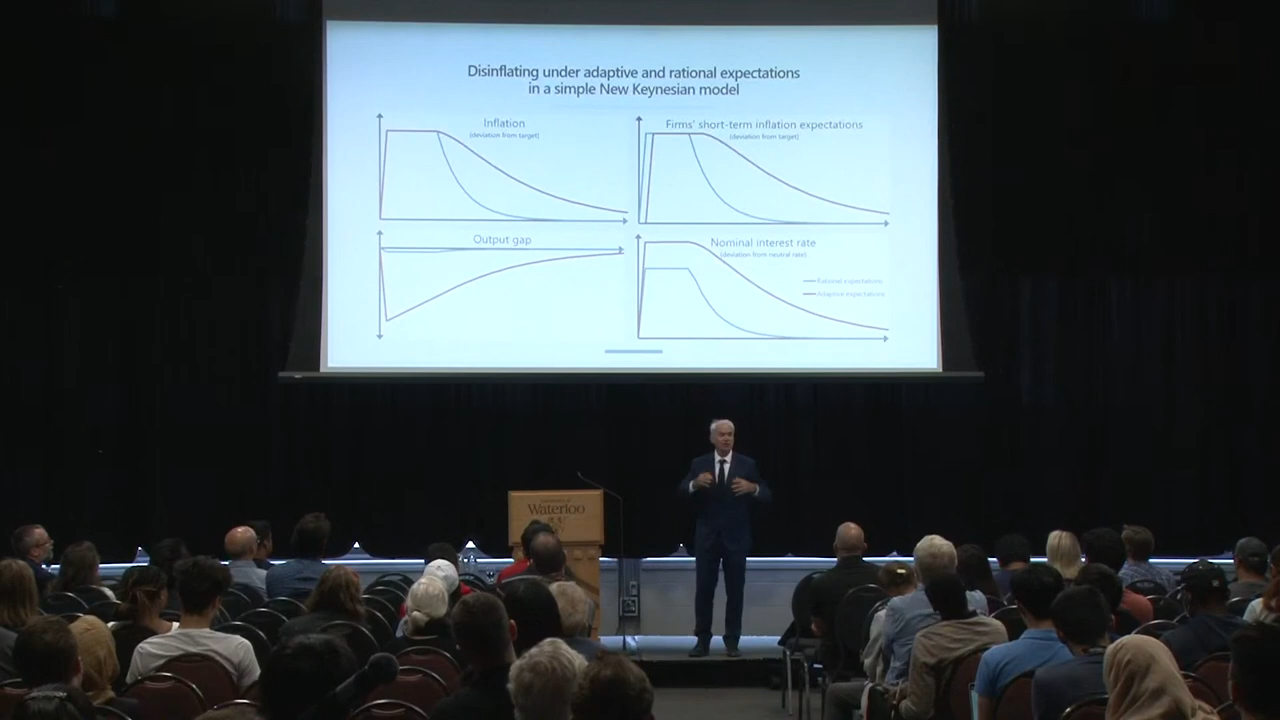 Disinflating under adaptive and rational expectations
in a simple New Keynesian model
Inflation
(deviation from target)
Firms' short-term inflation expectations
(deviation from target)
Output gap
Nominal interest rate
(deviation from neutral rate)
Rational expectations
Adaptive expectations
Waterloo